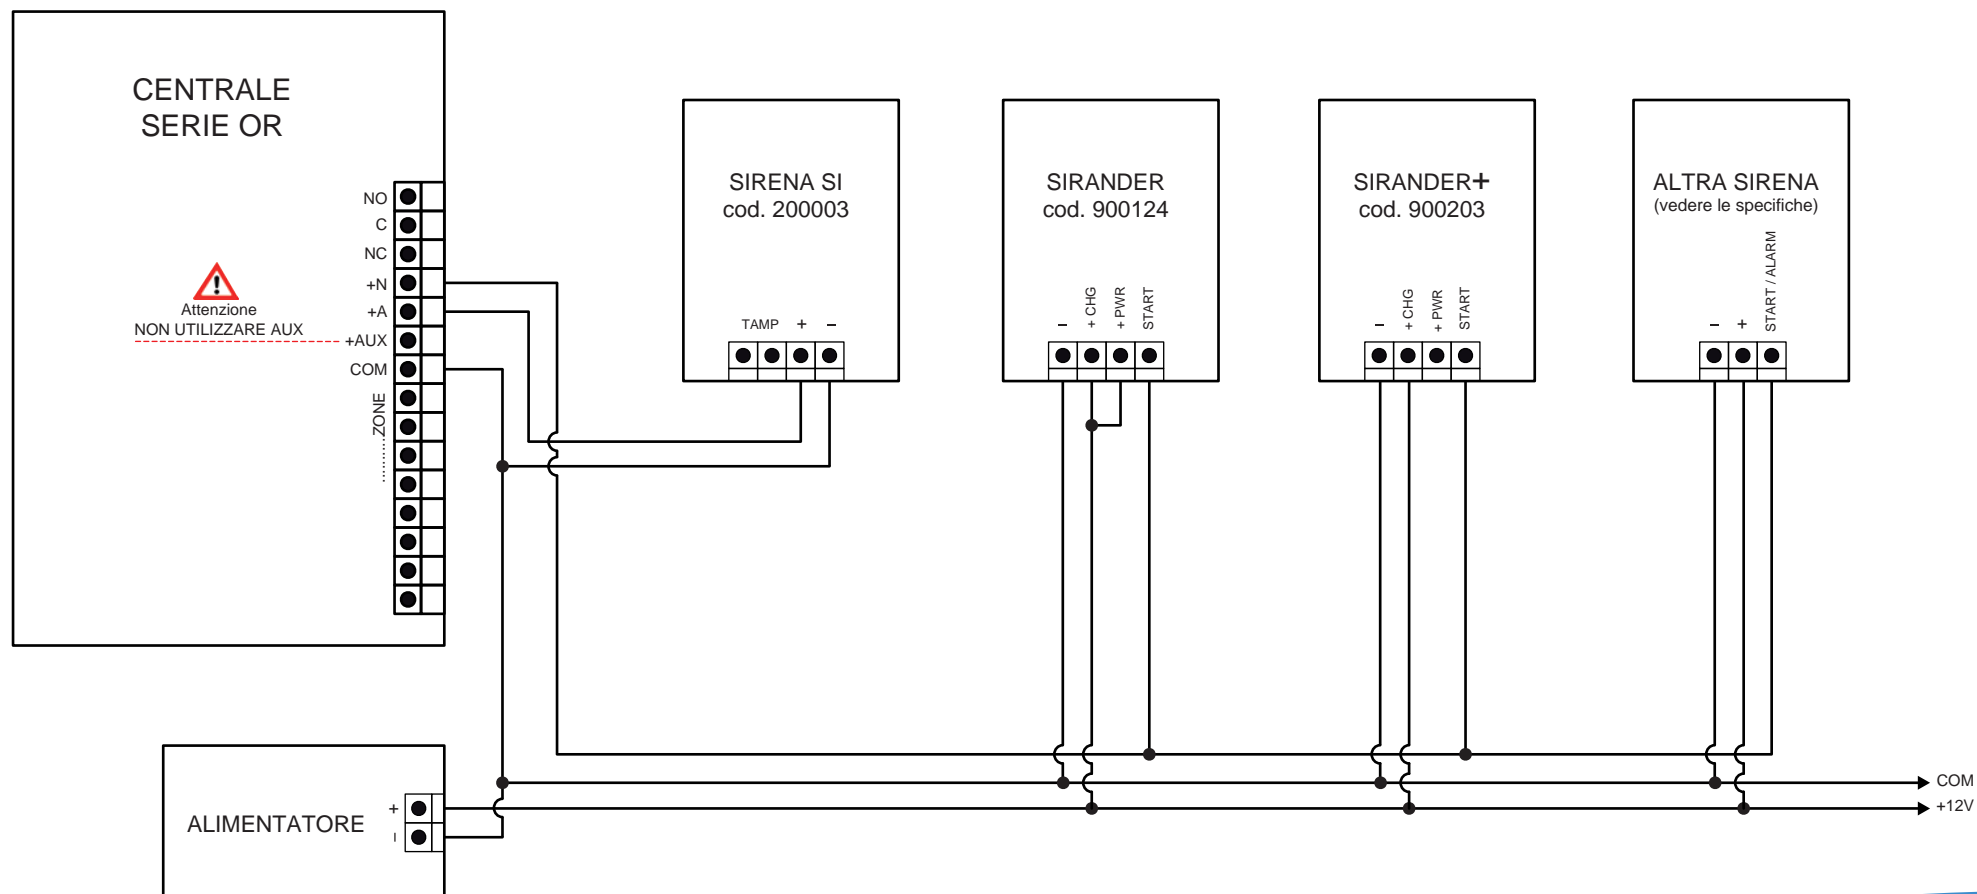 CENTRALE
SERIE OR
NO
C
NC
+N
+A
+AUX
COM
ZONE
Attenzione
NON UTILIZZARE AUX
SIRENA SI
cod. 200003
TAMP + –
SIRANDER
cod. 900124
– + CHG + PWR START
SIRANDER+
cod. 900203
– + CHG + PWR START
ALTRA SIRENA
(vedere le specifiche)
– + START / ALARM
ALIMENTATORE
+
–
COM
+12V